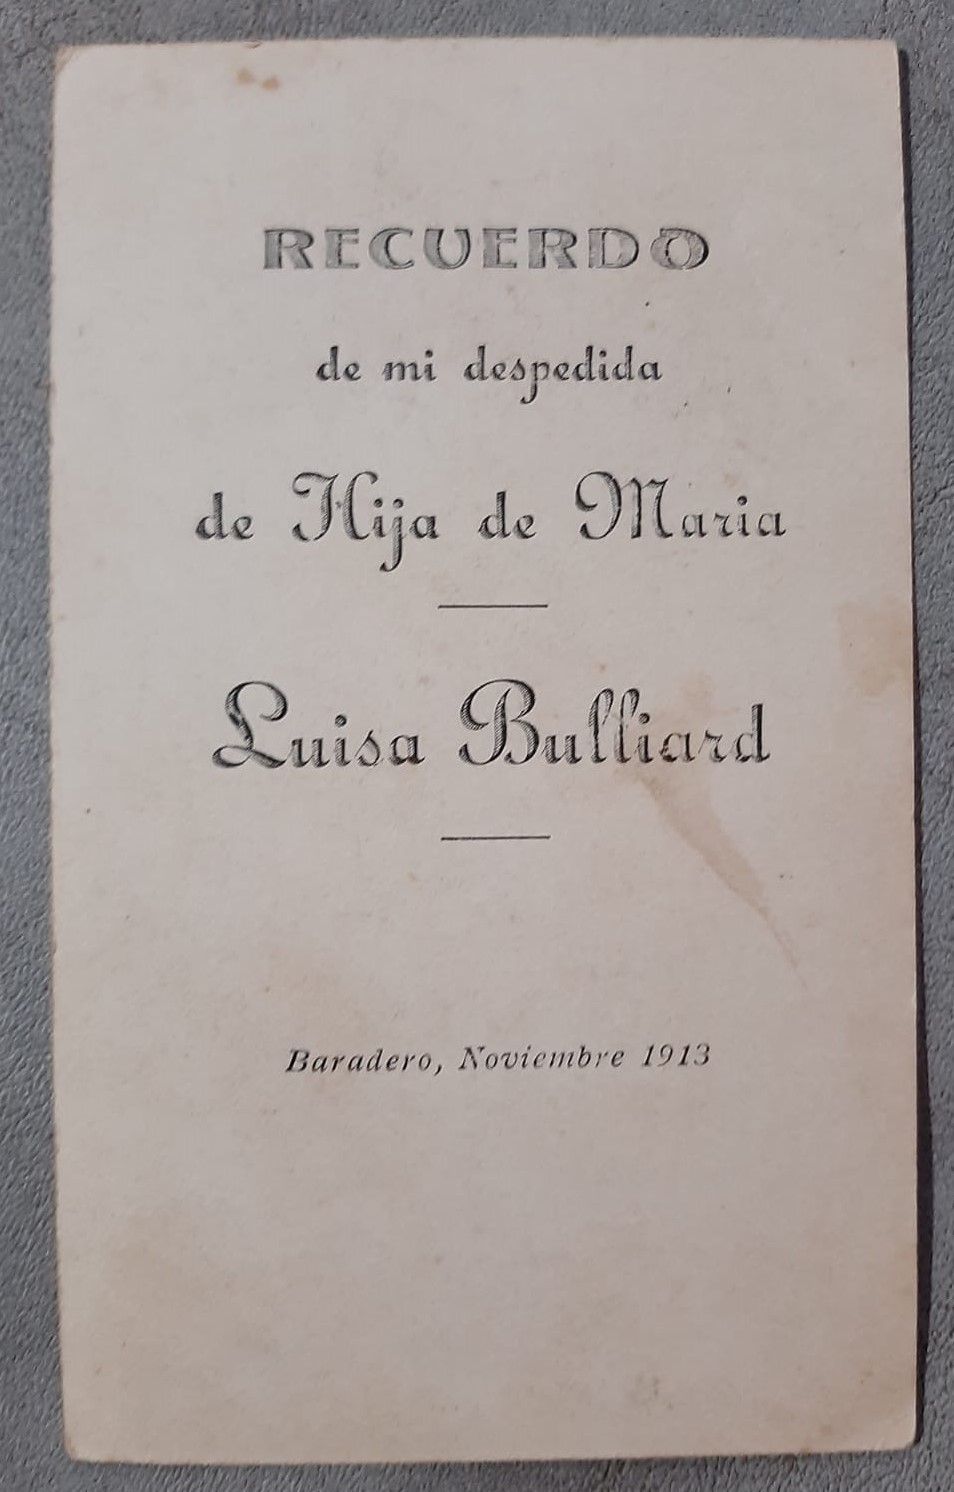 RECUERDO
de mi despedida
de Hija de Maria
Luisa Bulliard
Baradero, Noviembre 1913